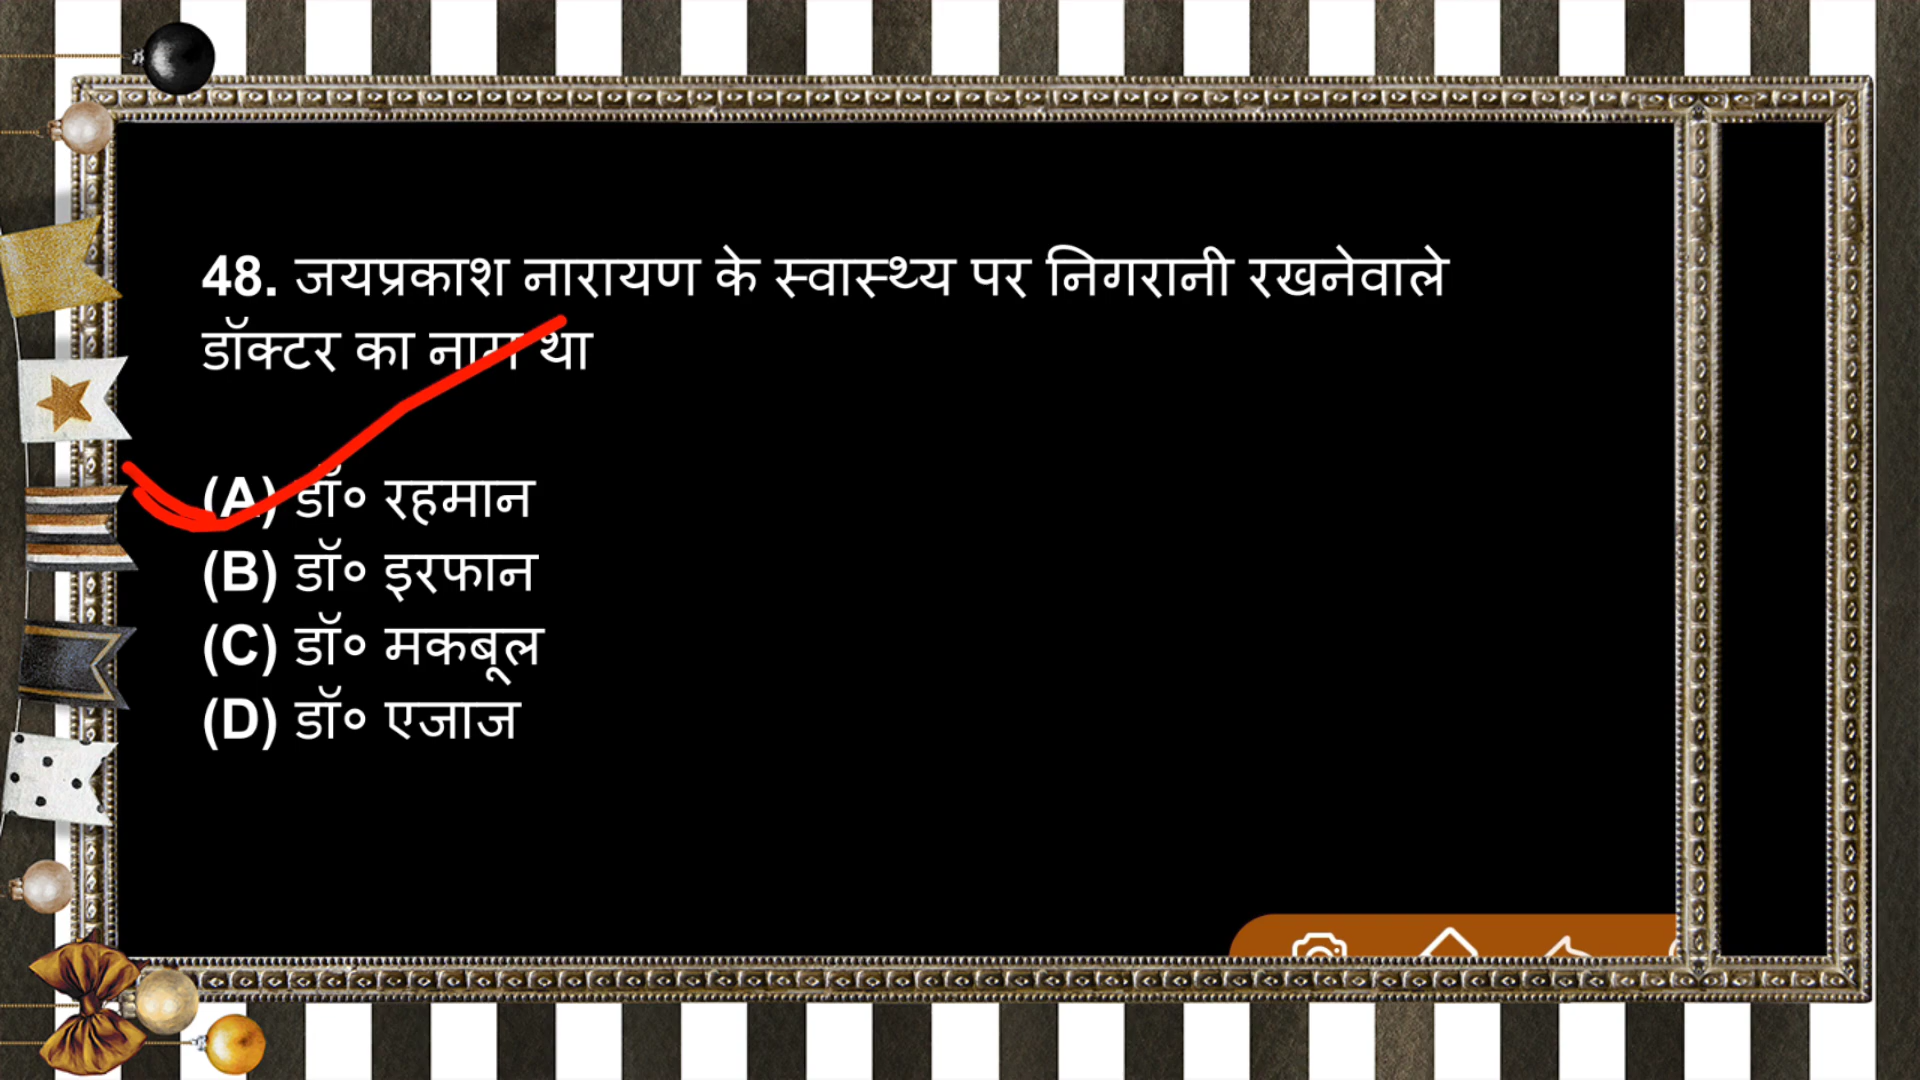 48. जयप्रकाश नारायण के स्वास्थ्य पर निगरानी रखनेवाले
डॉक्टर का नाम था
(A) डॉ० रहमान
(B) डॉ० इरफान
(C) डॉ० मकबूल
(D) डॉ० एजाज